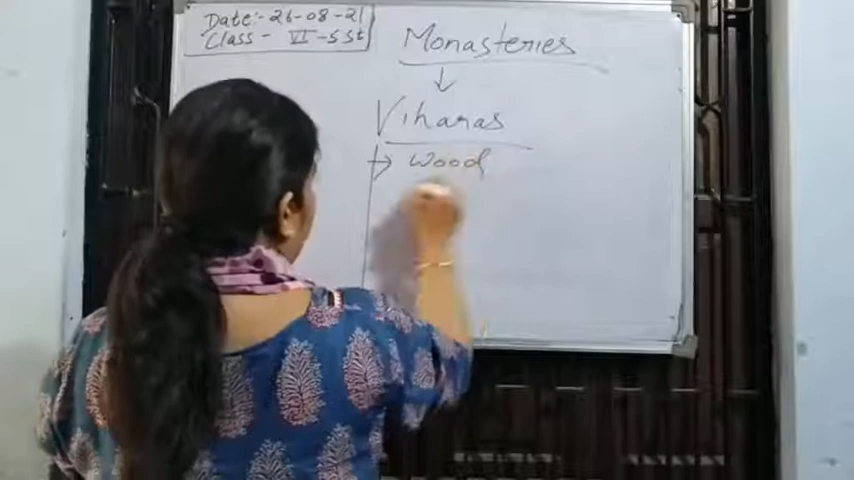 Date:- 26-08-21
Class - VI - SSt
Monasteries
Viharas
Wood